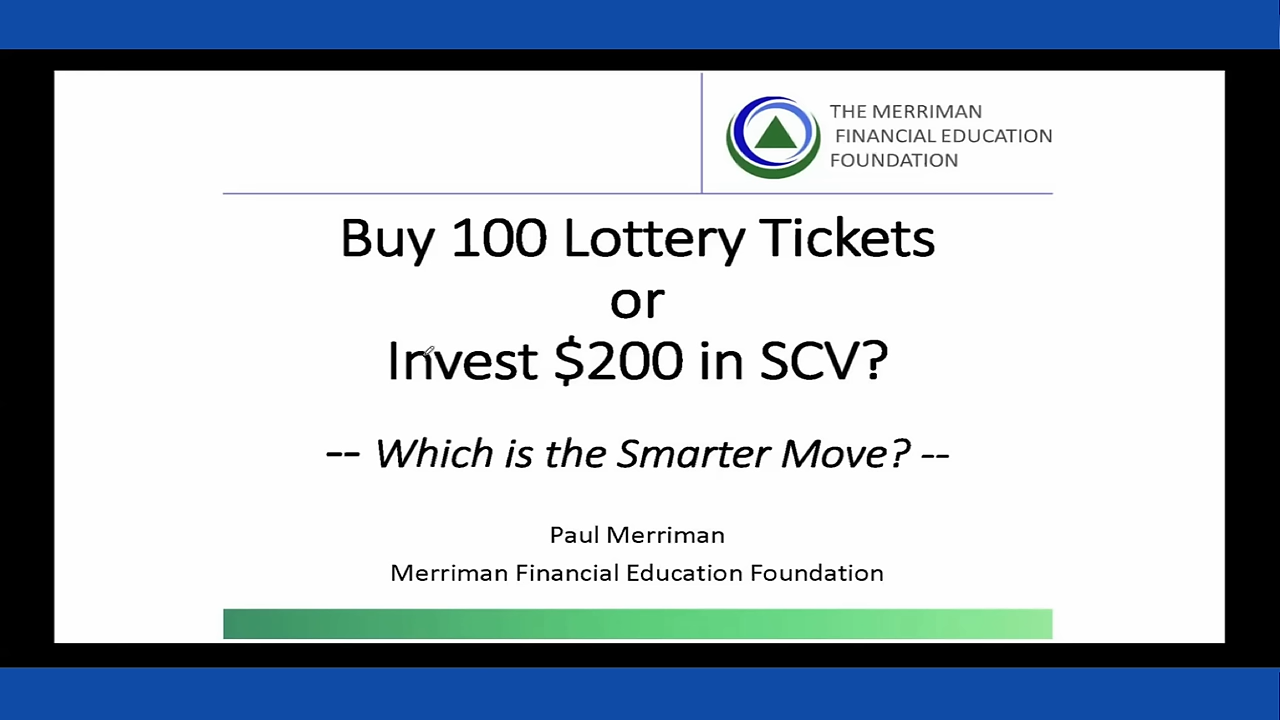 THE MERRIMAN
FINANCIAL EDUCATION
FOUNDATION
Buy 100 Lottery Tickets
or
Invest $200 in SCV?
-- Which is the Smarter Move? --
Paul Merriman
Merriman Financial Education Foundation